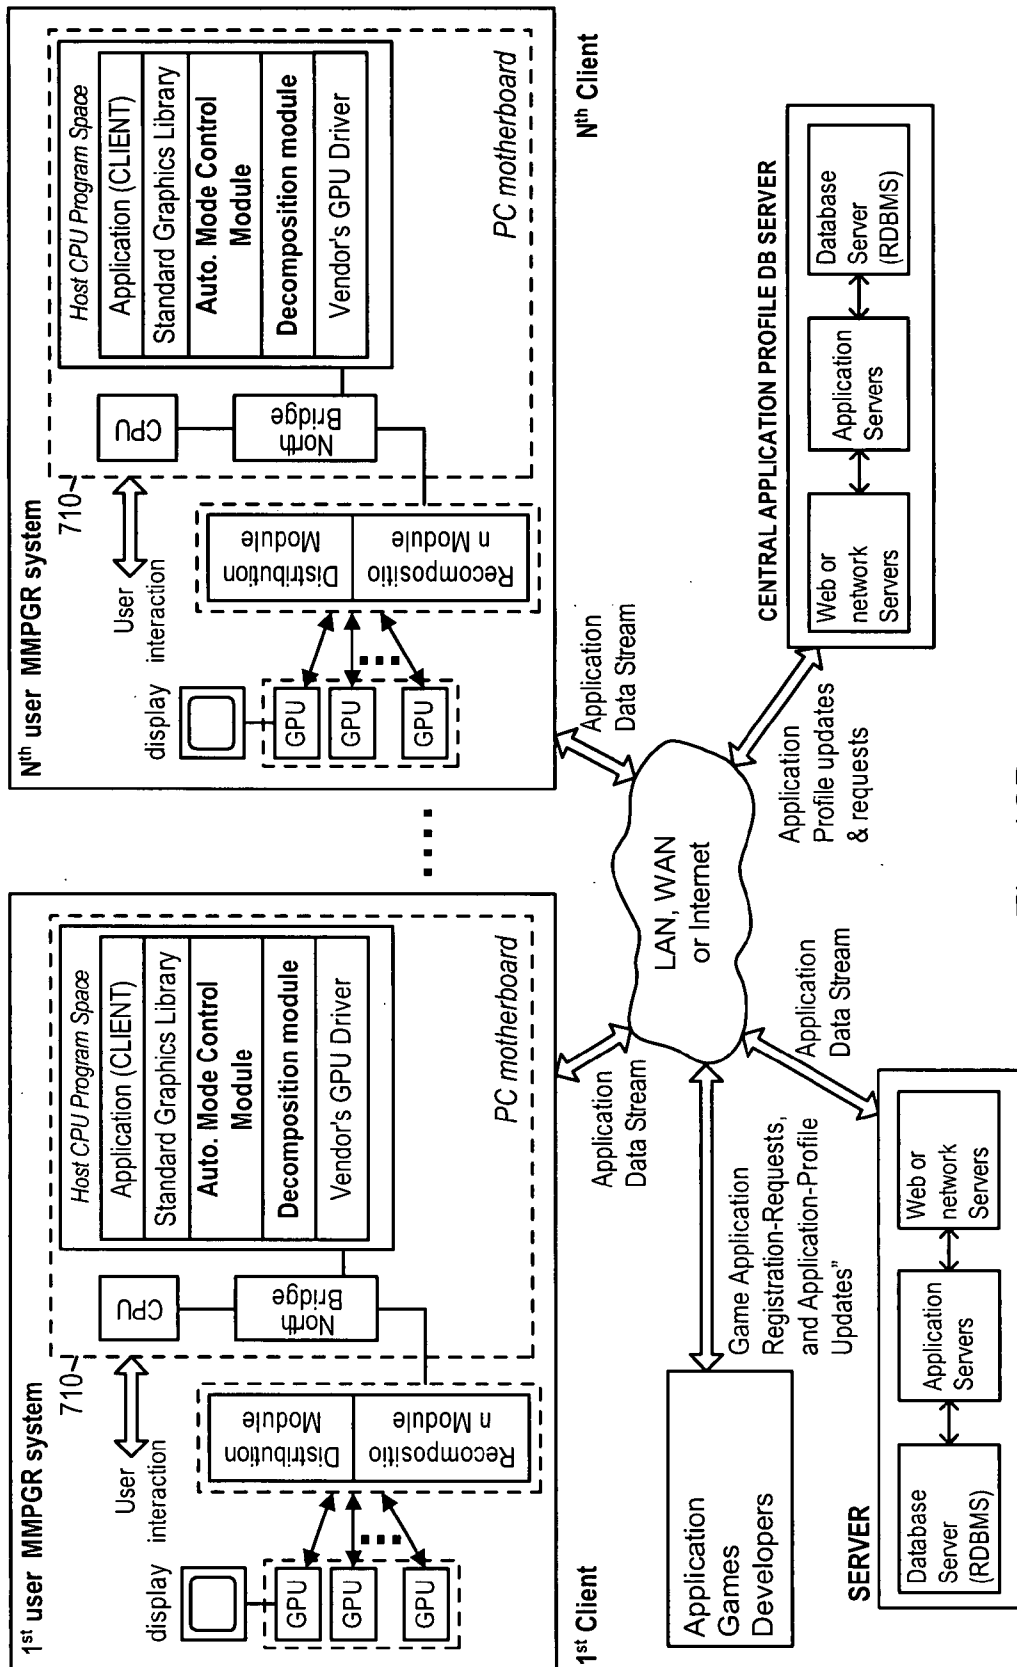 1st user MMPGR system
710
Host CPU Program Space
Application (CLIENT)
Standard Graphics Library
Auto. Mode Control
Module
Decomposition module
Vendor's GPU Driver
PC motherboard
CPU
North
Bridge
User
interaction
display
Distribution
Module
Recompositio
n Module
GPU
GPU
GPU
1st Client
Nth user MMPGR system
710
Host CPU Program Space
Application (CLIENT)
Standard Graphics Library
Auto. Mode Control
Module
Decomposition module
Vendor's GPU Driver
PC motherboard
CPU
North
Bridge
User
interaction
display
Distribution
Module
Recompositio
n Module
GPU
GPU
GPU
Nth Client
Application
Data Stream
Application
Data Stream
LAN, WAN
or Internet
Application
Games
Developers
Game Application
Registration-Requests,
and Application-Profile
Updates"
Application
Data Stream
Application
Profile updates
& requests
SERVER
Database
Server
(RDBMS)
Application
Servers
Web or
network
Servers
CENTRAL APPLICATION PROFILE DB SERVER
Web or
network
Servers
Application
Servers
Database
Server
(RDBMS)